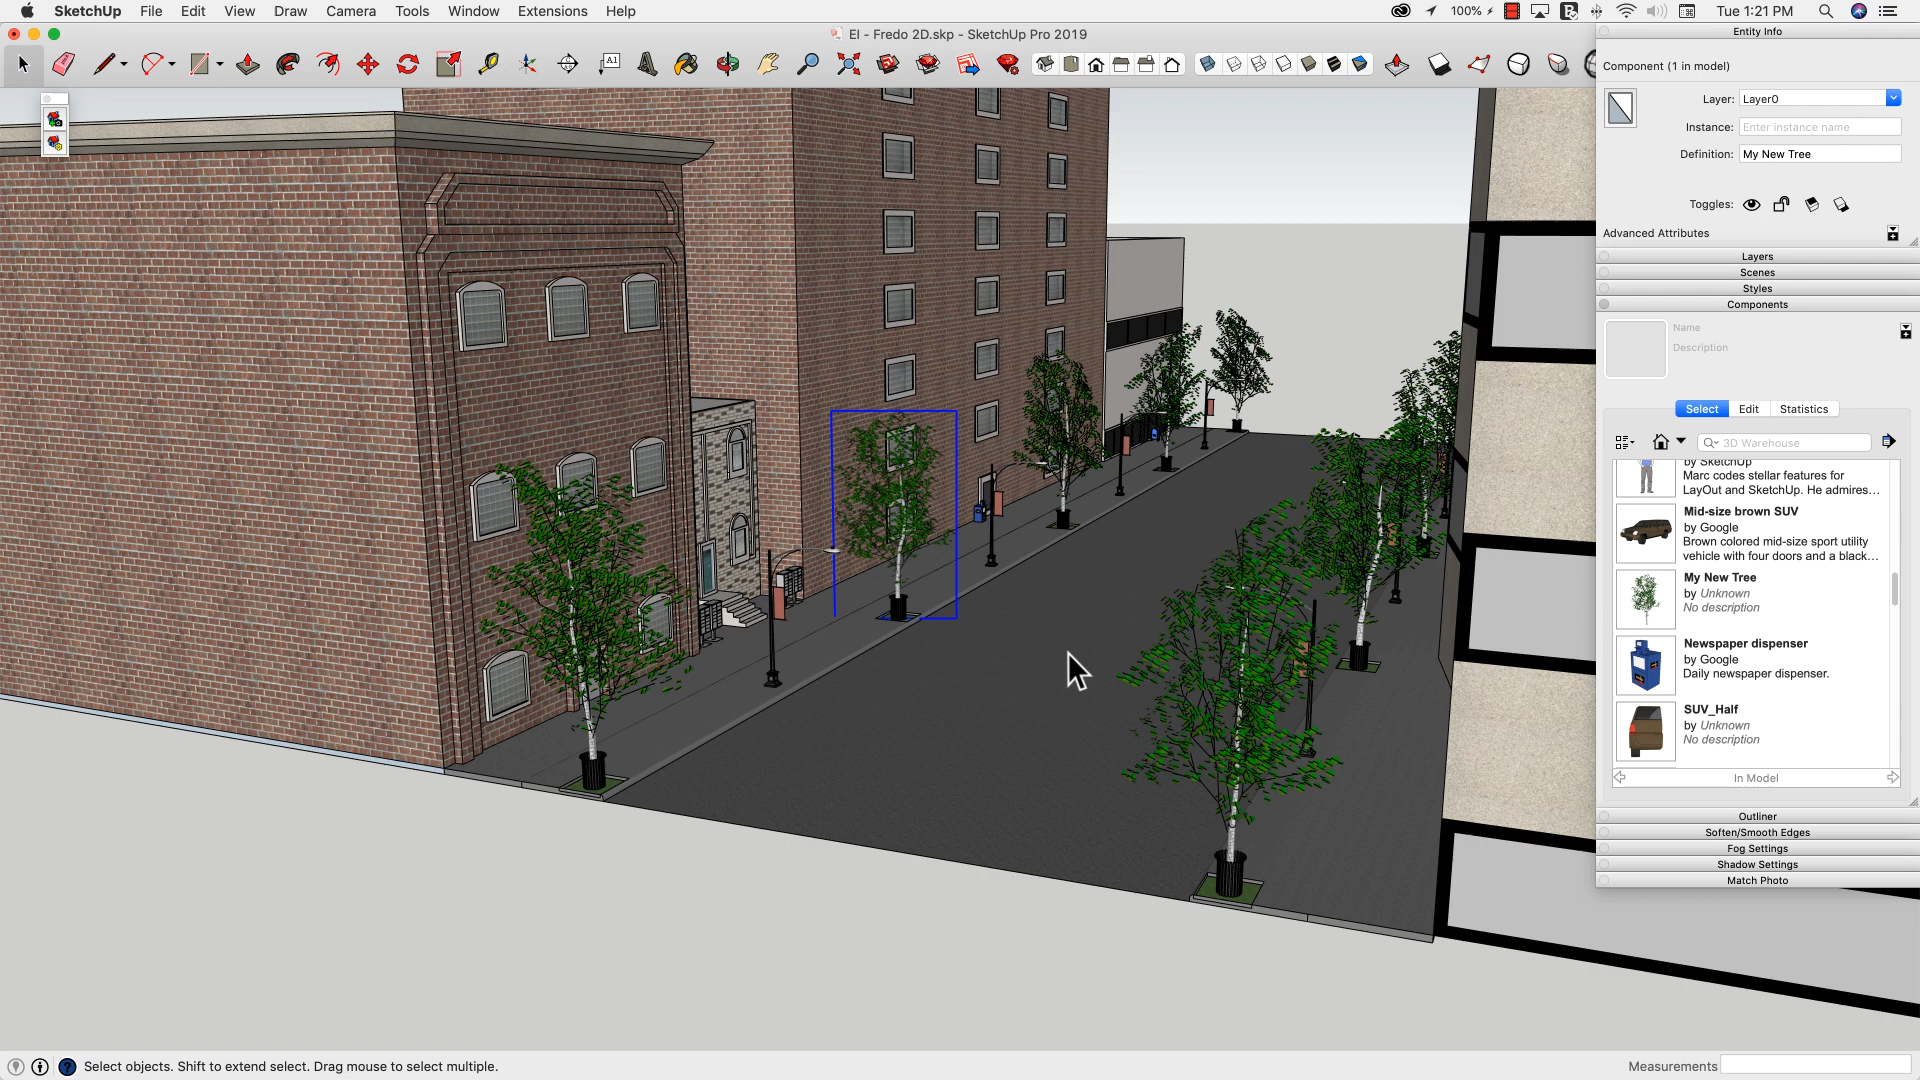 SketchUp File Edit View Draw Camera Tools Window Extensions Help 100% Tue 1:21 PM
EI - Fredo 2D.skp - SketchUp Pro 2019
A1
Entity Info
Component (1 in model)
Layer: Layer0
Instance: Enter instance name
Definition: My New Tree
Toggles:
Advanced Attributes
Layers
Scenes
Styles
Components
Name
Description
Select Edit Statistics
3D Warehouse
by SketchUp
Marc codes stellar features for
LayOut and SketchUp. He admires...
Mid-size brown SUV
by Google
Brown colored mid-size sport utility
vehicle with four doors and a black...
My New Tree
by Unknown
No description
Newspaper dispenser
by Google
Daily newspaper dispenser.
SUV_Half
by Unknown
No description
In Model
Outliner
Soften/Smooth Edges
Fog Settings
Shadow Settings
Match Photo
Select objects. Shift to extend select. Drag mouse to select multiple.
Measurements